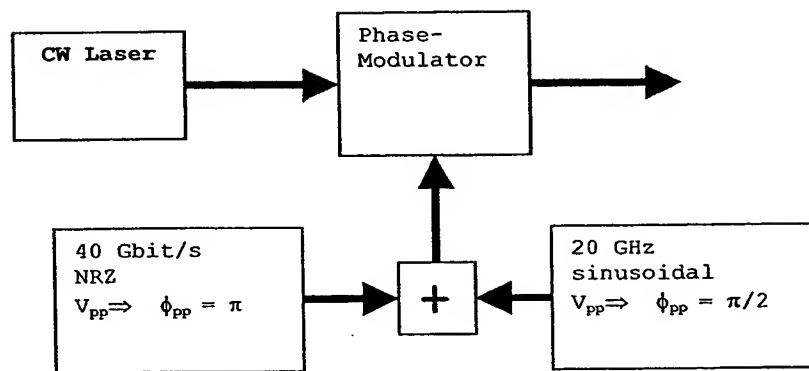 CW Laser
Phase-
Modulator
40 Gbit/s
NRZ
Vpp⇒ ϕpp = π
+
20 GHz
sinusoidal
Vpp⇒ ϕpp = π/2